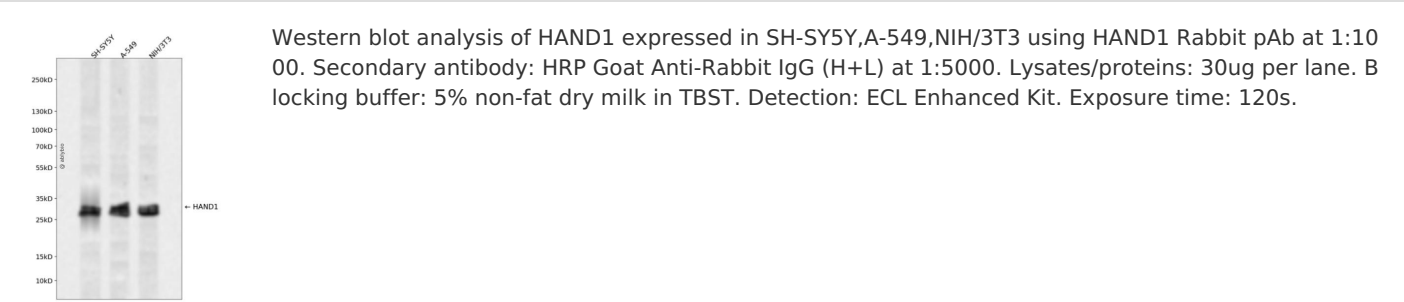 SH-SY5Y
A-549
NIH/3T3
250kD
130kD
100kD
70kD
55kD
35kD
25kD
15kD
10kD
← HAND1
Western blot analysis of HAND1 expressed in SH-SY5Y,A-549,NIH/3T3 using HAND1 Rabbit pAb at 1:10
00. Secondary antibody: HRP Goat Anti-Rabbit IgG (H+L) at 1:5000. Lysates/proteins: 30ug per lane. B
locking buffer: 5% non-fat dry milk in TBST. Detection: ECL Enhanced Kit. Exposure time: 120s.